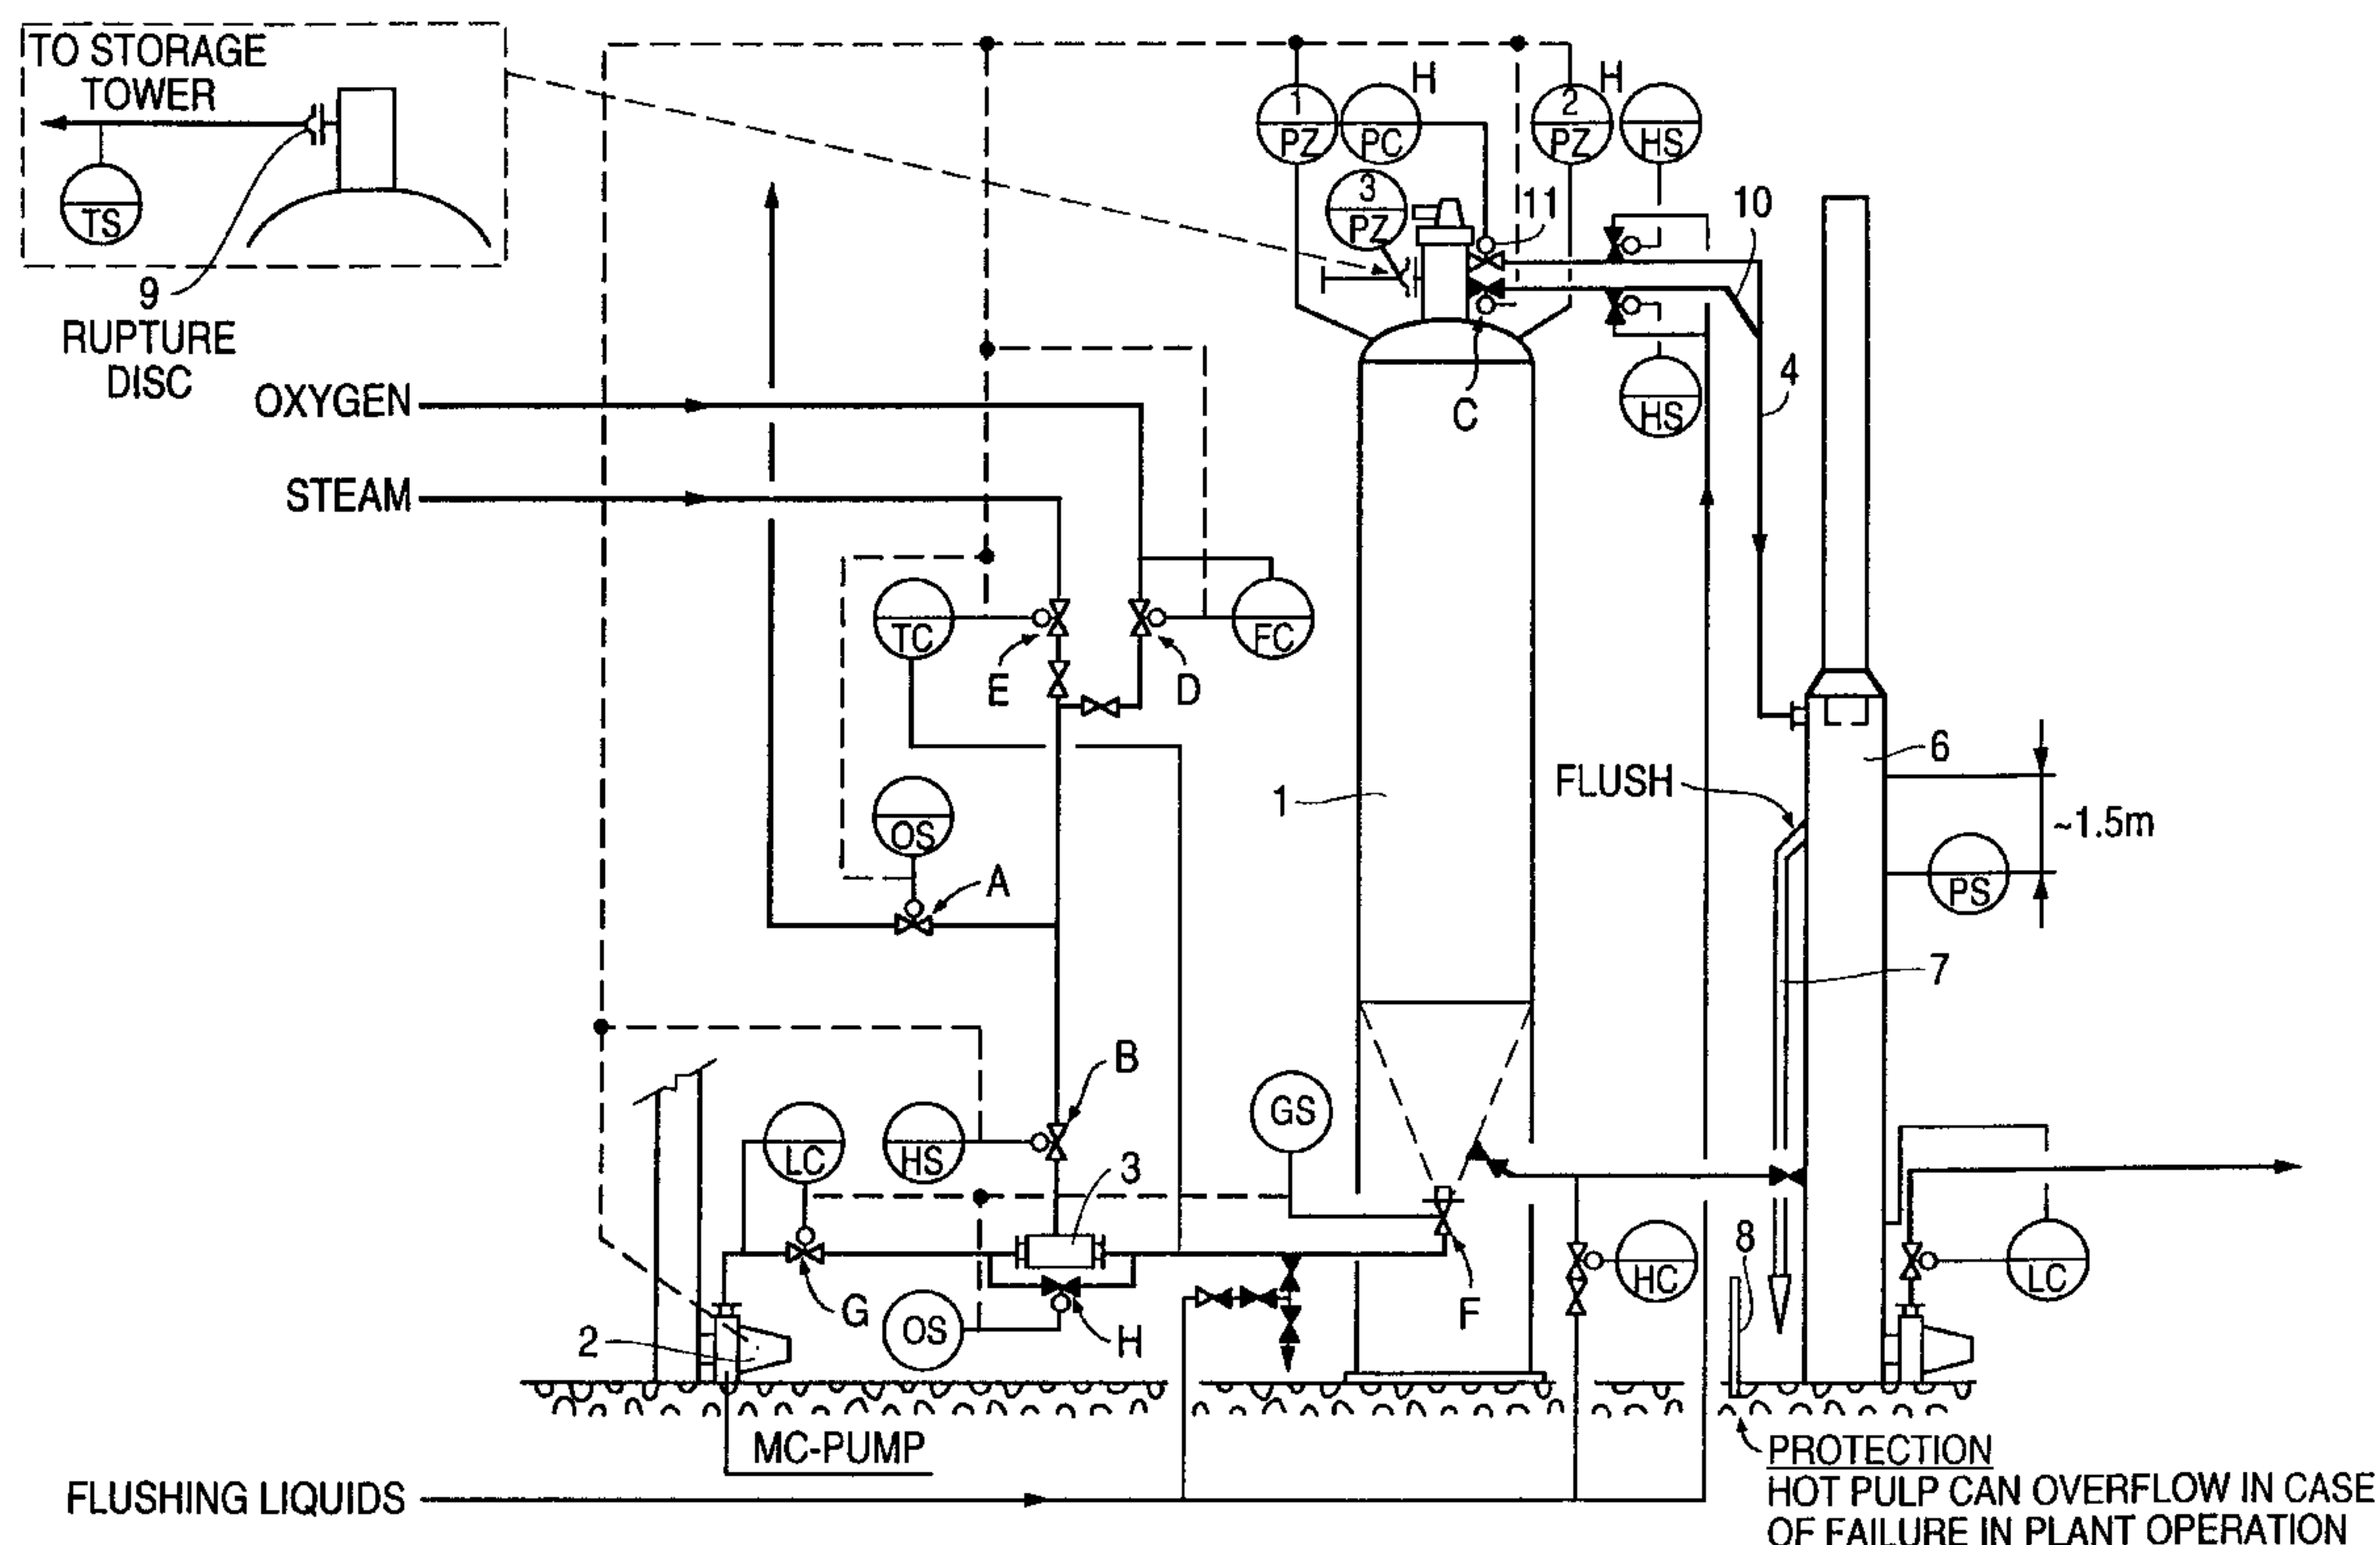 TO STORAGE
TOWER
TS
9
RUPTURE
DISC
H
H
1
PZ
PC
2
PZ
HS
3
PZ
11
10
C
HS
4
OXYGEN
STEAM
TC
E
D
FC
OS
A
1
FLUSH
6
~1.5m
PS
7
B
LC
HS
3
GS
G
OS
H
F
HC
8
LC
2
MC-PUMP
FLUSHING LIQUIDS
PROTECTION
HOT PULP CAN OVERFLOW IN CASE
OF FAILURE IN PLANT OPERATION